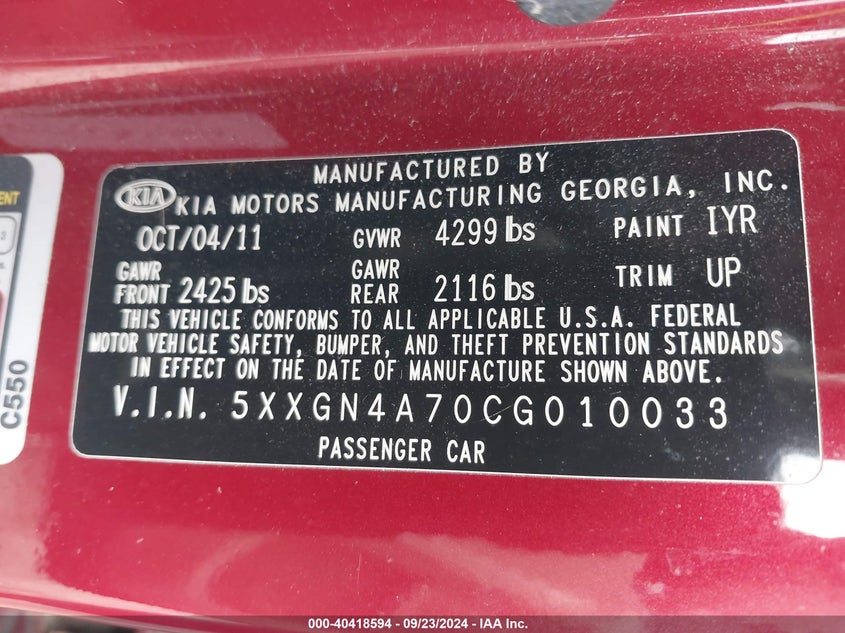 MANUFACTURED BY
KIA KIA MOTORS MANUFACTURING GEORGIA, INC.
OCT/04/11 GVWR 4299 lbs PAINT IYR
GAWR FRONT 2425 lbs GAWR REAR 2116 lbs TRIM UP
THIS VEHICLE CONFORMS TO ALL APPLICABLE U.S.A. FEDERAL
MOTOR VEHICLE SAFETY, BUMPER, AND THEFT PREVENTION STANDARDS
IN EFFECT ON THE DATE OF MANUFACTURE SHOWN ABOVE.
V.I.N. 5XXGN4A70CG010033
PASSENGER CAR
C550
000-40418594 - 09/23/2024 - IAA Inc.